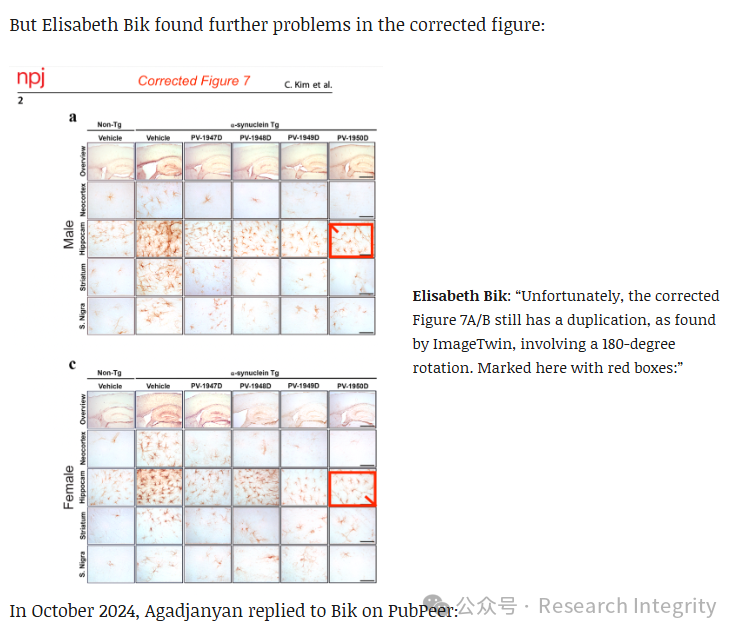 But Elisabeth Bik found further problems in the corrected figure:
npj
Corrected Figure 7
C. Kim et al.
2
a
Non-Tg
α-synuclein Tg
Vehicle Vehicle PV-1947D PV-1948D PV-1949D PV-1950D
Male
Overview
Neocortex
Hippocam
Striatum
S. Nigra
Elisabeth Bik: “Unfortunately, the corrected
Figure 7A/B still has a duplication, as found
by ImageTwin, involving a 180-degree
rotation. Marked here with red boxes:”
c
Non-Tg
α-synuclein Tg
Vehicle Vehicle PV-1947D PV-1948D PV-1949D PV-1950D
Female
Overview
Neocortex
Hippocam
Striatum
S. Nigra
In October 2024, Agadjanyan replied to Bik on PubPeer:
公众号 · Research Integrity